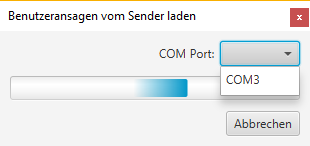 Benutzeransagen vom Sender laden x
COM Port:
COM3
Abbrechen